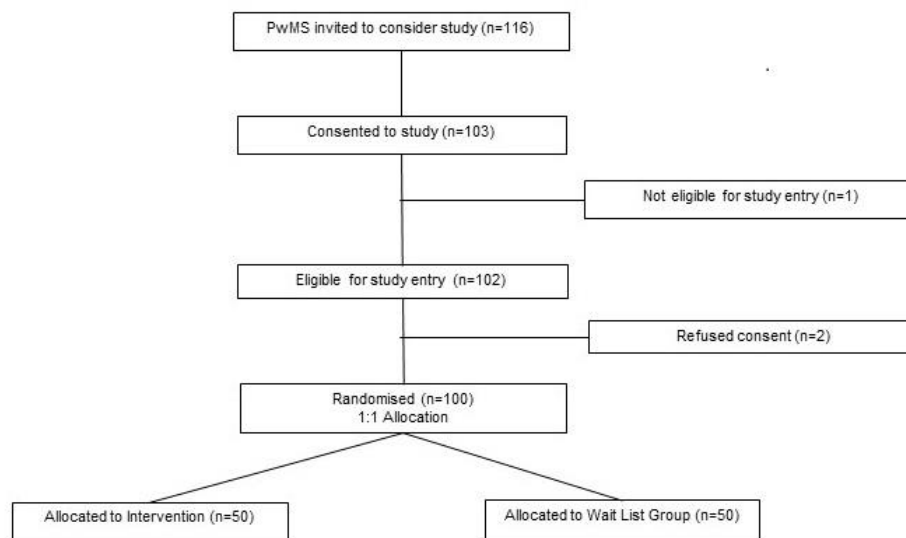 PwMS invited to consider study (n=116)
Consented to study (n=103)
Not eligible for study entry (n=1)
Eligible for study entry (n=102)
Refused consent (n=2)
Randomised (n=100)
1:1 Allocation
Allocated to Intervention (n=50)
Allocated to Wait List Group (n=50)